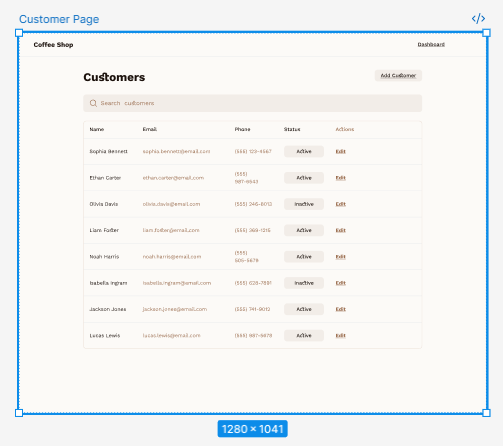 Customer Page
</>
Coffee Shop
Dashboard
Customers
Add Customer
Search customers
Name Email Phone Status Actions
Sophia Bennett sophia.bennett@email.com (555) 123-4567 Active Edit
Ethan Carter ethan.carter@email.com (555) 987-6543 Active Edit
Olivia Davis olivia.davis@email.com (555) 246-8013 Inactive Edit
Liam Foster liam.foster@email.com (555) 369-1215 Active Edit
Noah Harris noah.harris@email.com (555) 505-5678 Active Edit
Isabella Ingram isabella.ingram@email.com (555) 628-7891 Inactive Edit
Jackson Jones jackson.jones@email.com (555) 741-9012 Active Edit
Lucas Lewis lucas.lewis@email.com (555) Active Edit
1280 × 1041